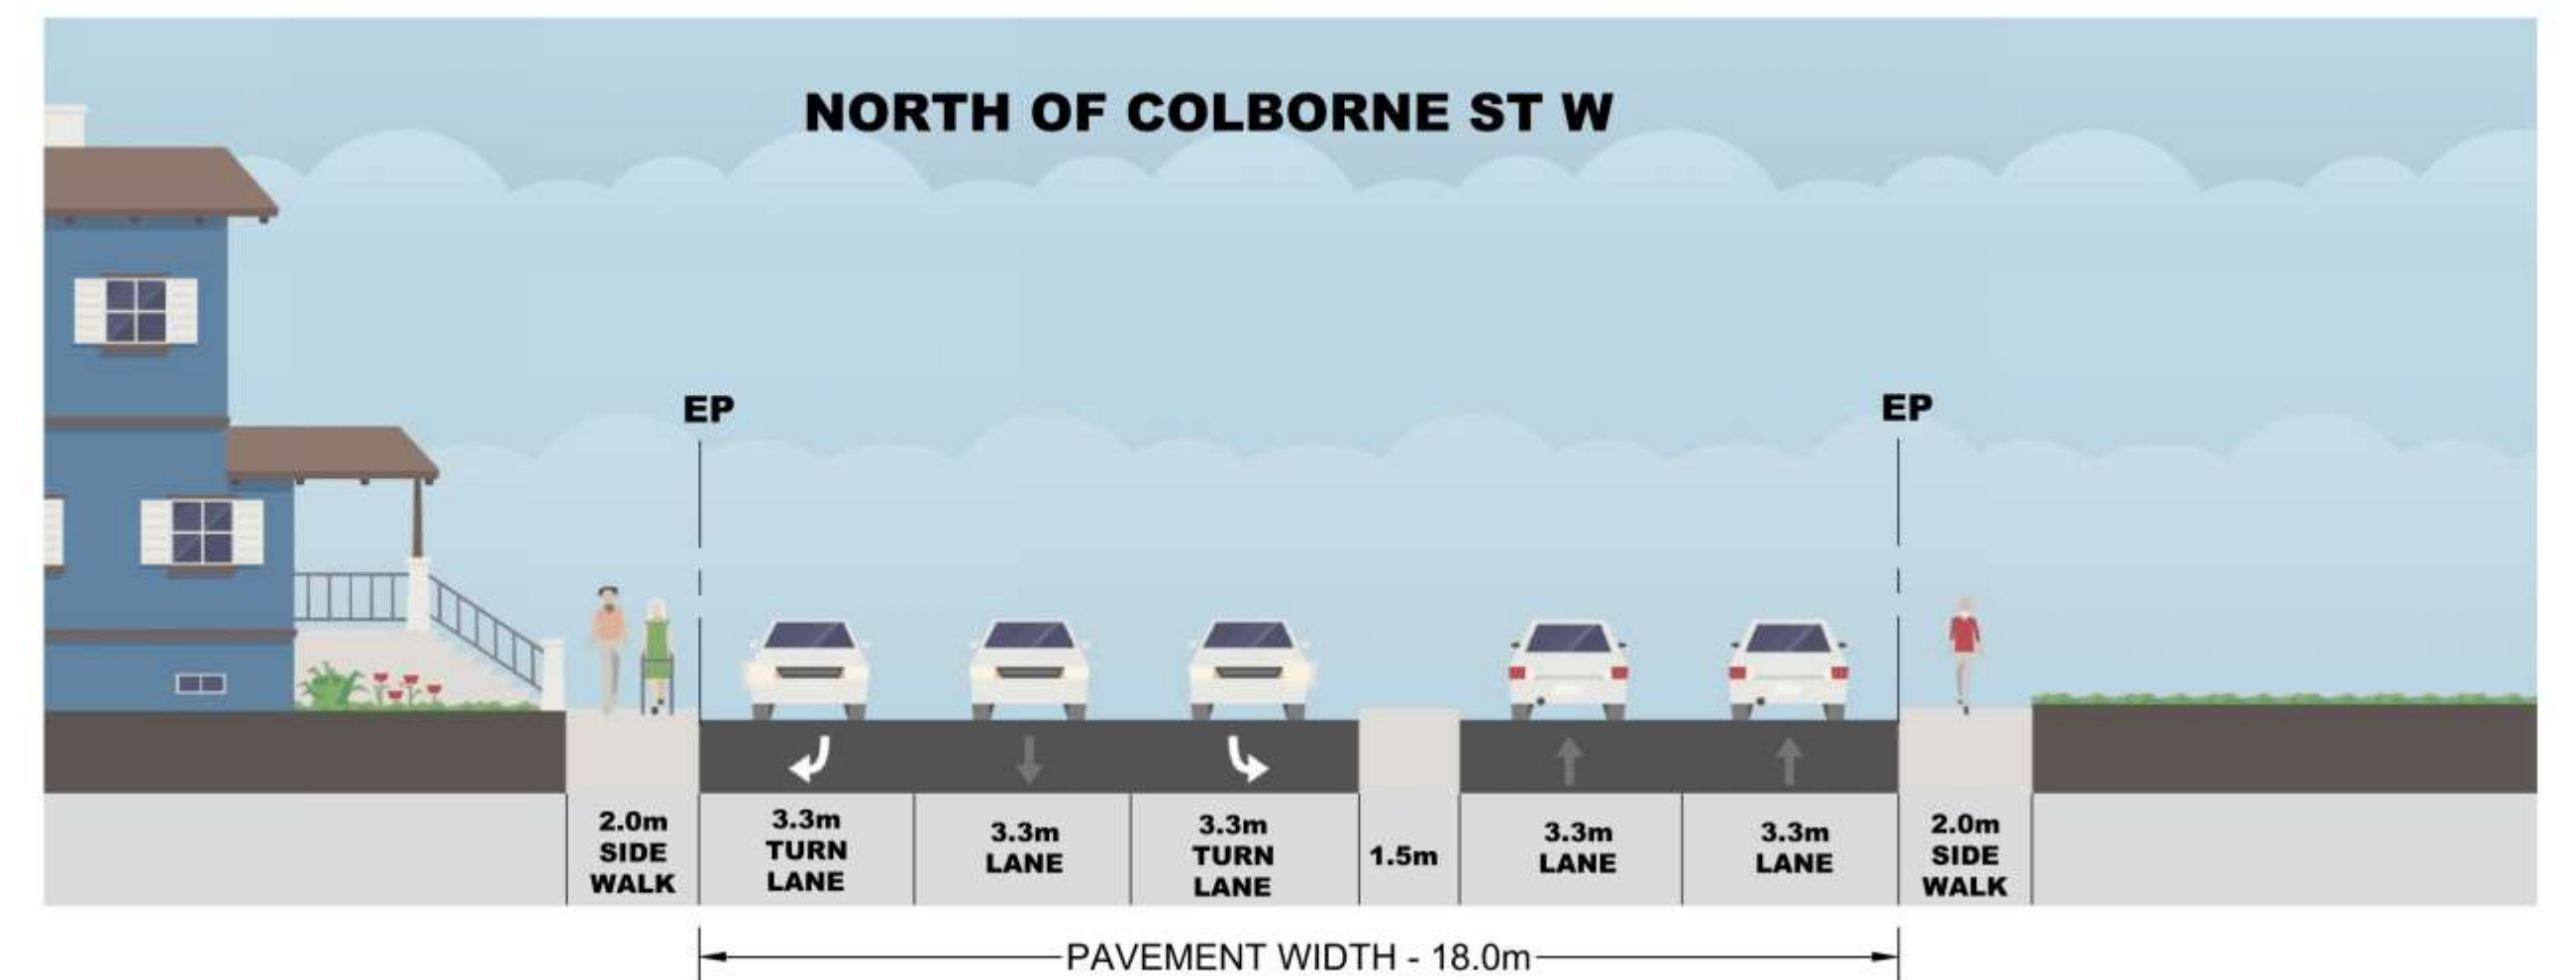 NORTH OF COLBORNE ST W
EP
EP
2.0m
SIDE
WALK
3.3m
TURN
LANE
3.3m
LANE
3.3m
TURN
LANE
1.5m
3.3m
LANE
3.3m
LANE
2.0m
SIDE
WALK
PAVEMENT WIDTH - 18.0m